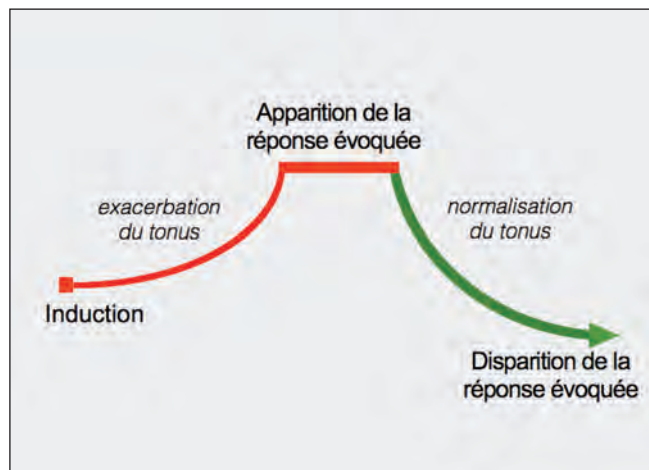 Apparition de la
réponse évoquée
exacerbation
du tonus
normalisation
du tonus
Induction
Disparition de la
réponse évoquée